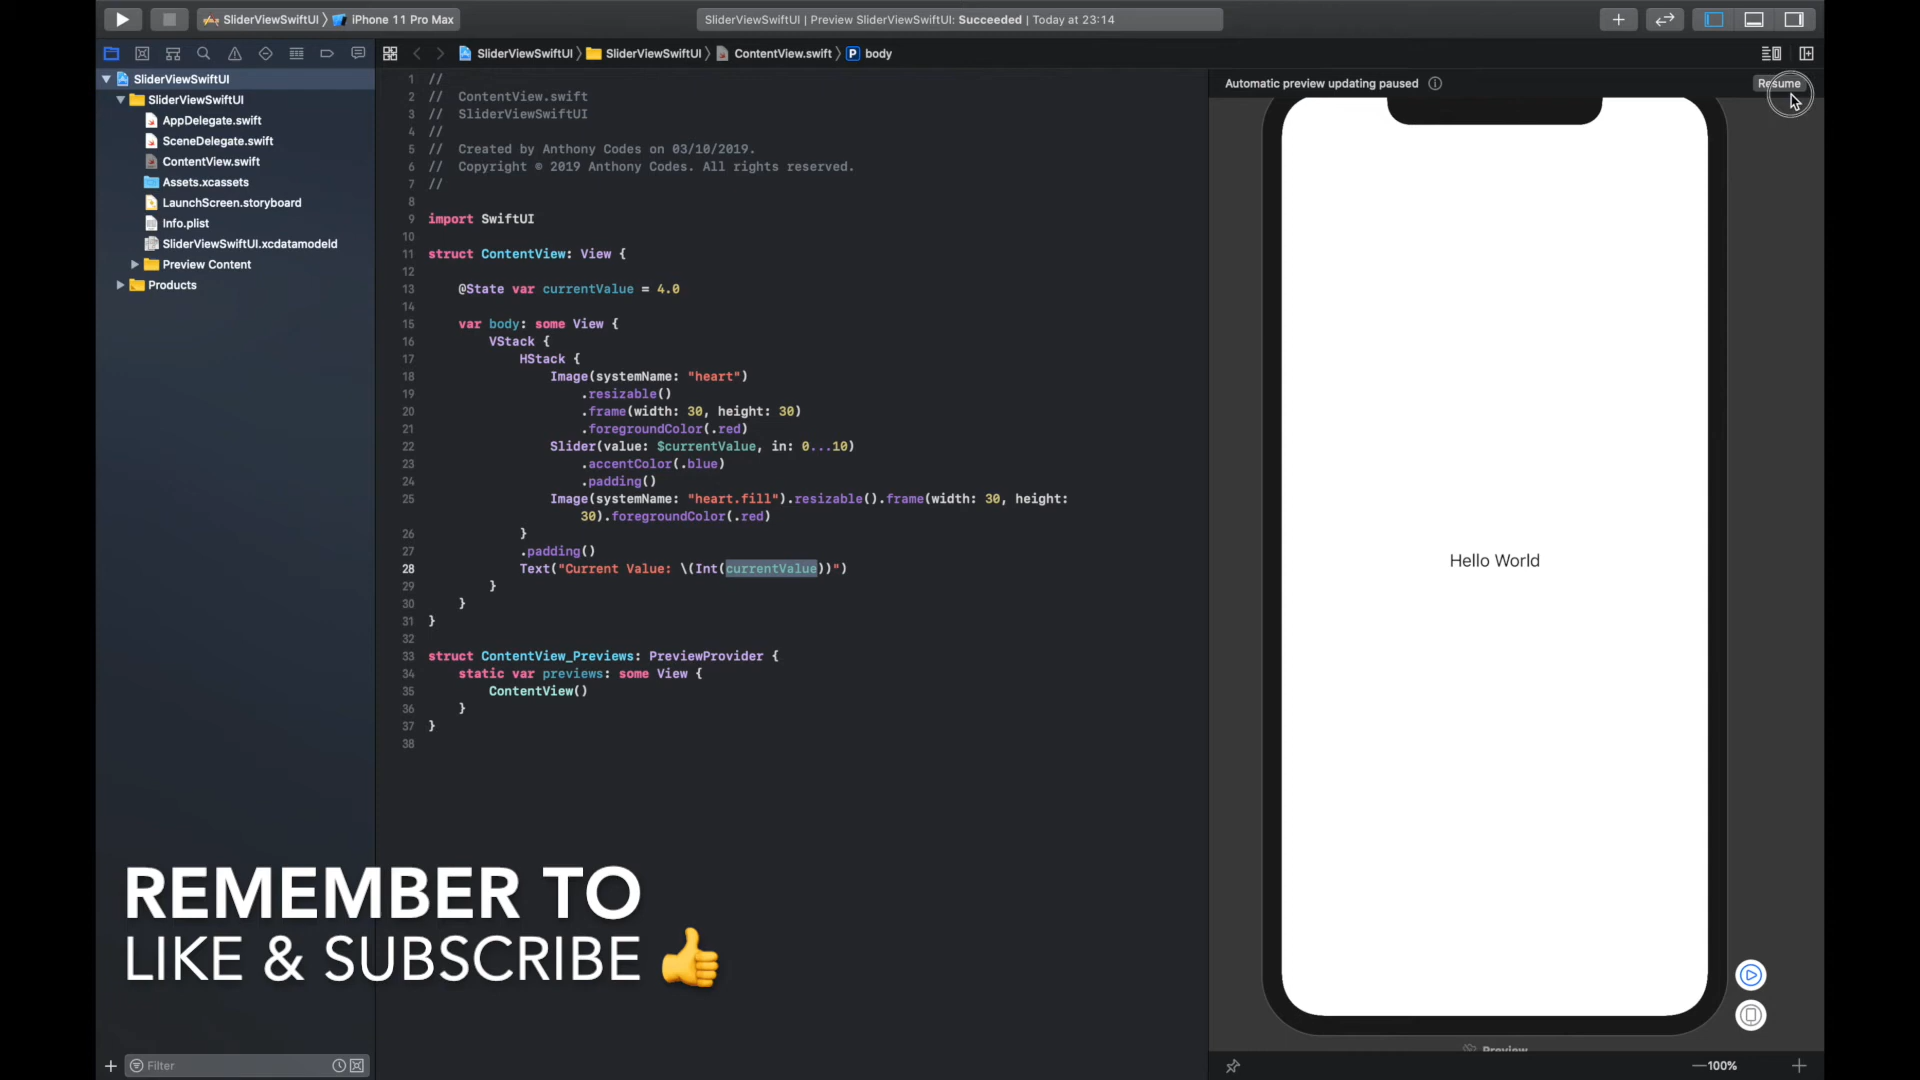 SliderViewSwiftUI 〉 iPhone 11 Pro Max
SliderViewSwiftUI | Preview SliderViewSwiftUI: Succeeded | Today at 23:14
SliderViewSwiftUI 〉 SliderViewSwiftUI 〉 ContentView.swift 〉 P body
SliderViewSwiftUI
SliderViewSwiftUI
AppDelegate.swift
SceneDelegate.swift
ContentView.swift
Assets.xcassets
LaunchScreen.storyboard
Info.plist
SliderViewSwiftUI.xcdatamodeld
Preview Content
Products
1 //
2 //  ContentView.swift
3 //  SliderViewSwiftUI
4 //
5 //  Created by Anthony Codes on 03/10/2019.
6 //  Copyright © 2019 Anthony Codes. All rights reserved.
7 //
8
9 import SwiftUI
10
11 struct ContentView: View {
12
13     @State var currentValue = 4.0
14
15     var body: some View {
16         VStack {
17             HStack {
18                 Image(systemName: "heart")
19                     .resizable()
20                     .frame(width: 30, height: 30)
21                     .foregroundColor(.red)
22                 Slider(value: $currentValue, in: 0...10)
23                     .accentColor(.blue)
24                     .padding()
25                 Image(systemName: "heart.fill").resizable().frame(width: 30, height:
30).foregroundColor(.red)
26             }
27             .padding()
28             Text("Current Value: \(Int(currentValue))")
29         }
30     }
31 }
32
33 struct ContentView_Previews: PreviewProvider {
34     static var previews: some View {
35         ContentView()
36     }
37 }
38
Automatic preview updating paused
Resume
Hello World
Preview
100%
Filter
REMEMBER TO
LIKE & SUBSCRIBE 👍